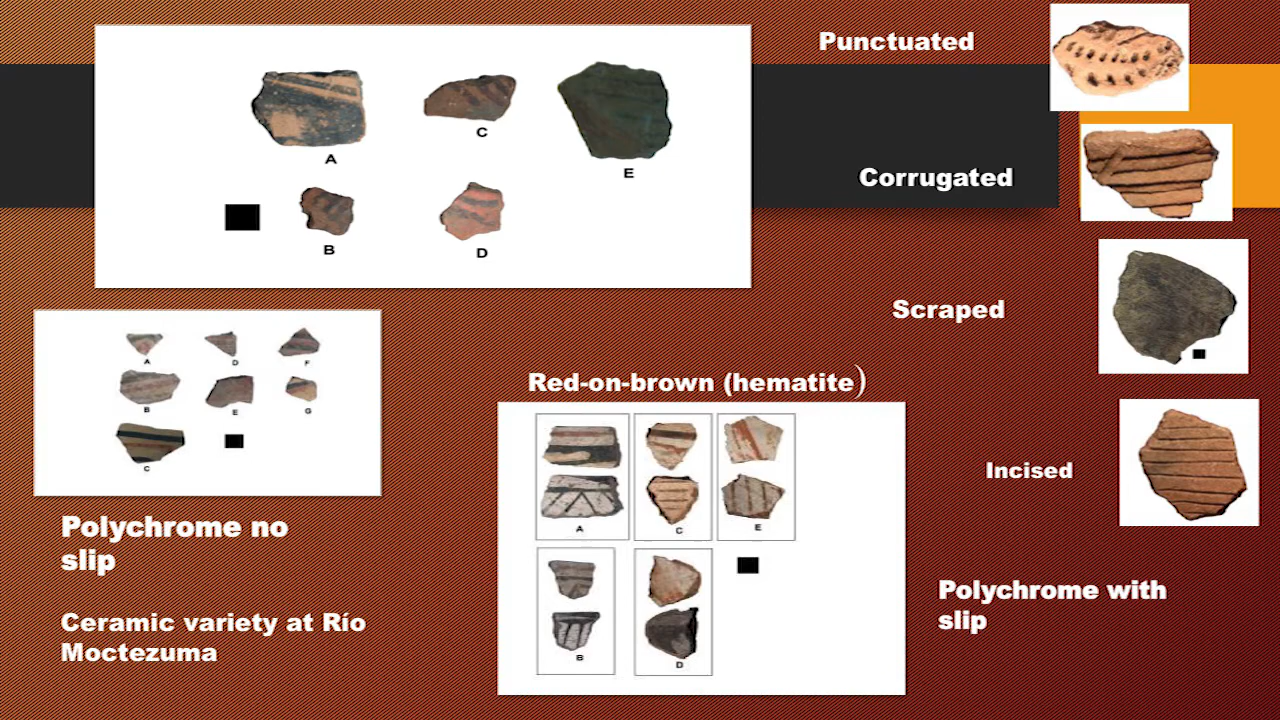 Punctuated
A
C
E
B
D
Corrugated
Scraped
A
D
F
B
E
G
C
Red-on-brown (hematite)
A
C
E
B
D
Incised
Polychrome no
slip
Polychrome with
slip
Ceramic variety at Río
Moctezuma